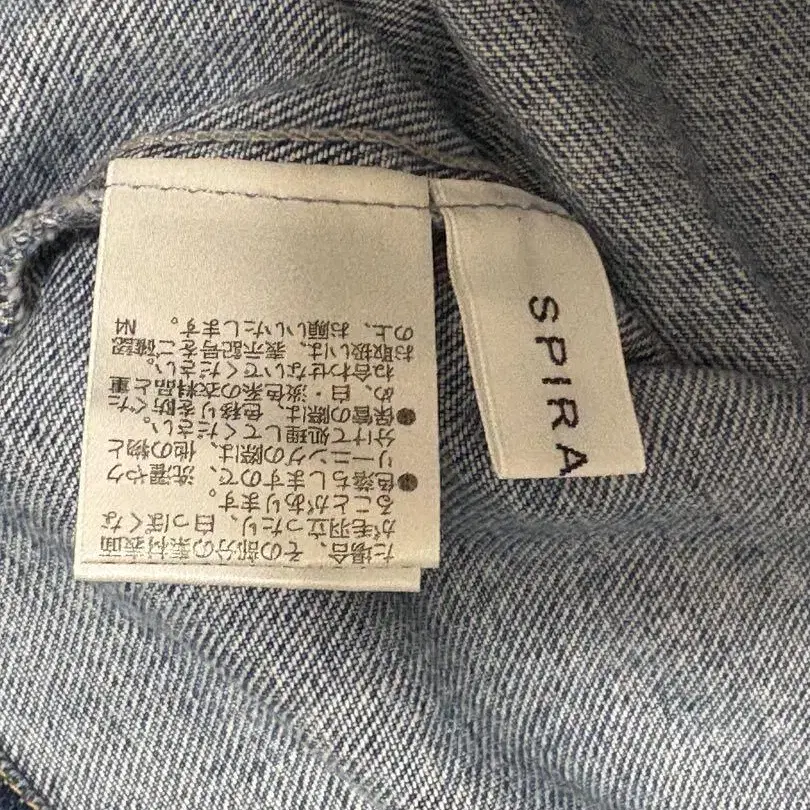 た場合、その部分の素材表面
が毛羽立ったり、白っぽくな
ることがあります。
●色落ちしますので、洗濯やク
リーニングの際は、他の物と
分けて処理してください。
●保管の際は、色移りを防ぐた
め、白・淡色系の衣料品と重
ね合わせないでください。
お取扱いは、表示記号をご確認
の上、お願いいたします。 N4
SPIRA